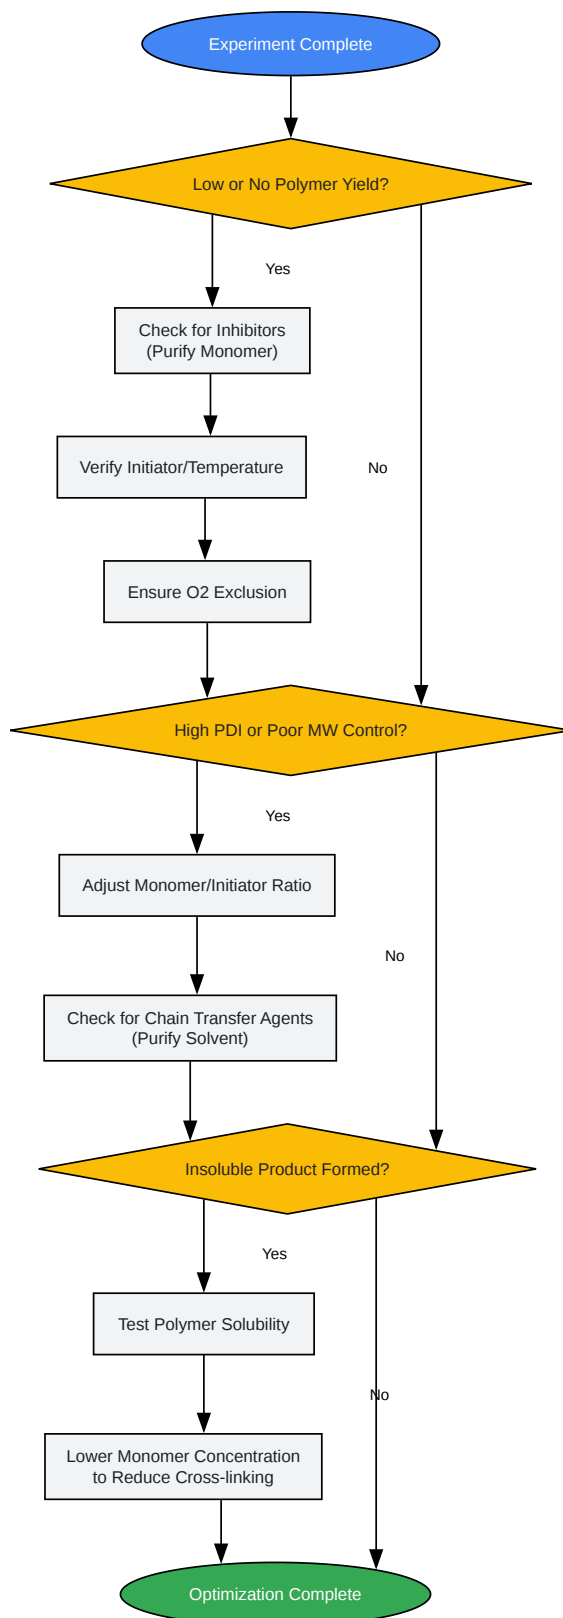 Experiment Complete
Low or No Polymer Yield?
Yes
Check for Inhibitors
(Purify Monomer)
Verify Initiator/Temperature
No
Ensure O2 Exclusion
High PDI or Poor MW Control?
Yes
Adjust Monomer/Initiator Ratio
No
Check for Chain Transfer Agents
(Purify Solvent)
Insoluble Product Formed?
Yes
Test Polymer Solubility
No
Lower Monomer Concentration
to Reduce Cross-linking
Optimization Complete